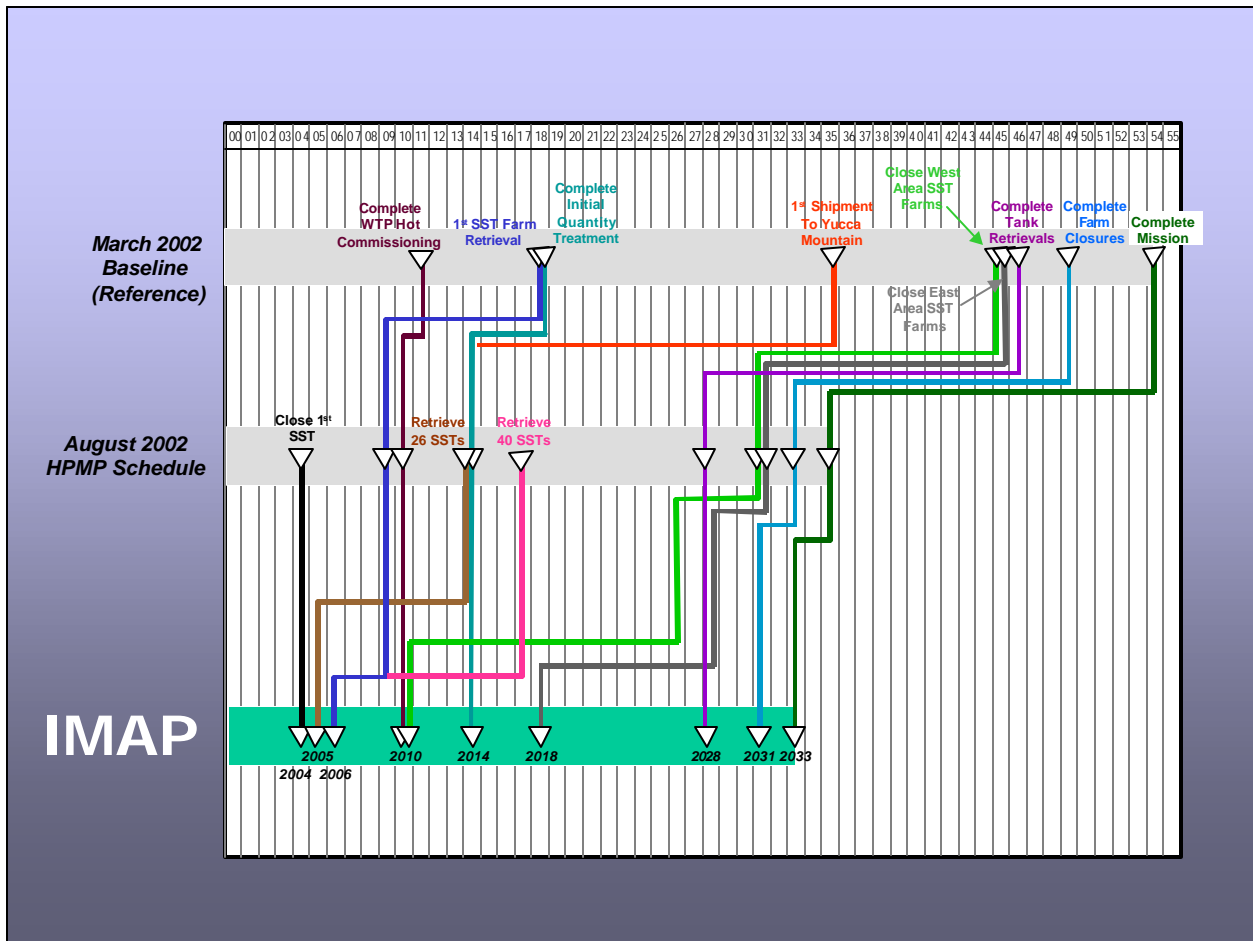 00 01 02 03 04 05 06 07 08 09 10 11 12 13 14 15 16 17 18 19 20 21 22 23 24 25 26 27 28 29 30 31 32 33 34 35 36 37 38 39 40 41 42 43 44 45 46 47 48 49 50 51 52 53 54 55
March 2002
Baseline
(Reference)
Complete
WTP Hot
Commissioning
1st SST Farm
Retrieval
Complete
Initial
Quantity
Treatment
1st Shipment
To Yucca
Mountain
Close West
Area SST
Farms
Close East
Area SST
Farms
Complete
Tank
Retrievals
Complete
Farm
Closures
Complete
Mission
August 2002
HPMP Schedule
Close 1st
SST
Retrieve
26 SSTs
Retrieve
40 SSTs
IMAP
2004
2005
2006
2010
2014
2018
2028
2031
2033